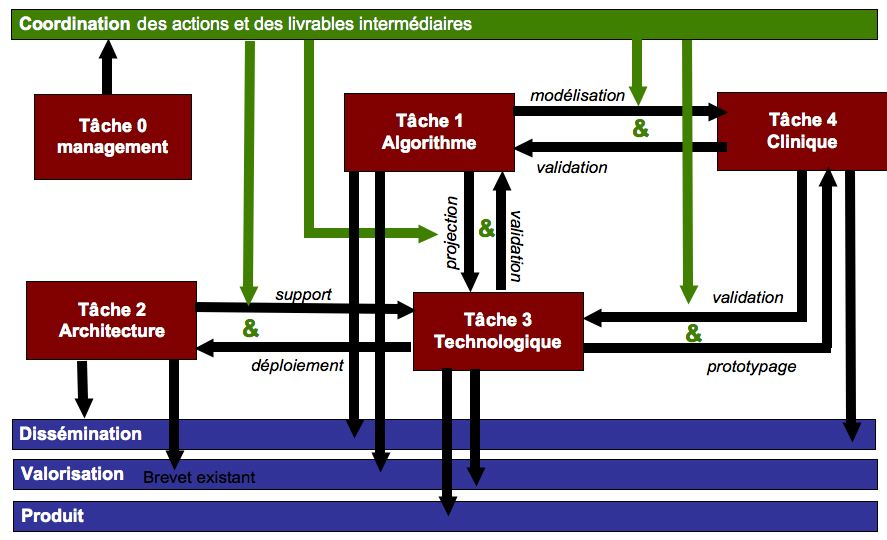 Coordination des actions et des livrables intermédiaires
Tâche 0
management
Tâche 1
Algorithme
modélisation
&
validation
Tâche 4
Clinique
projection
&
validation
Tâche 2
Architecture
support
&
déploiement
Tâche 3
Technologique
validation
&
prototypage
Dissémination
Valorisation Brevet existant
Produit